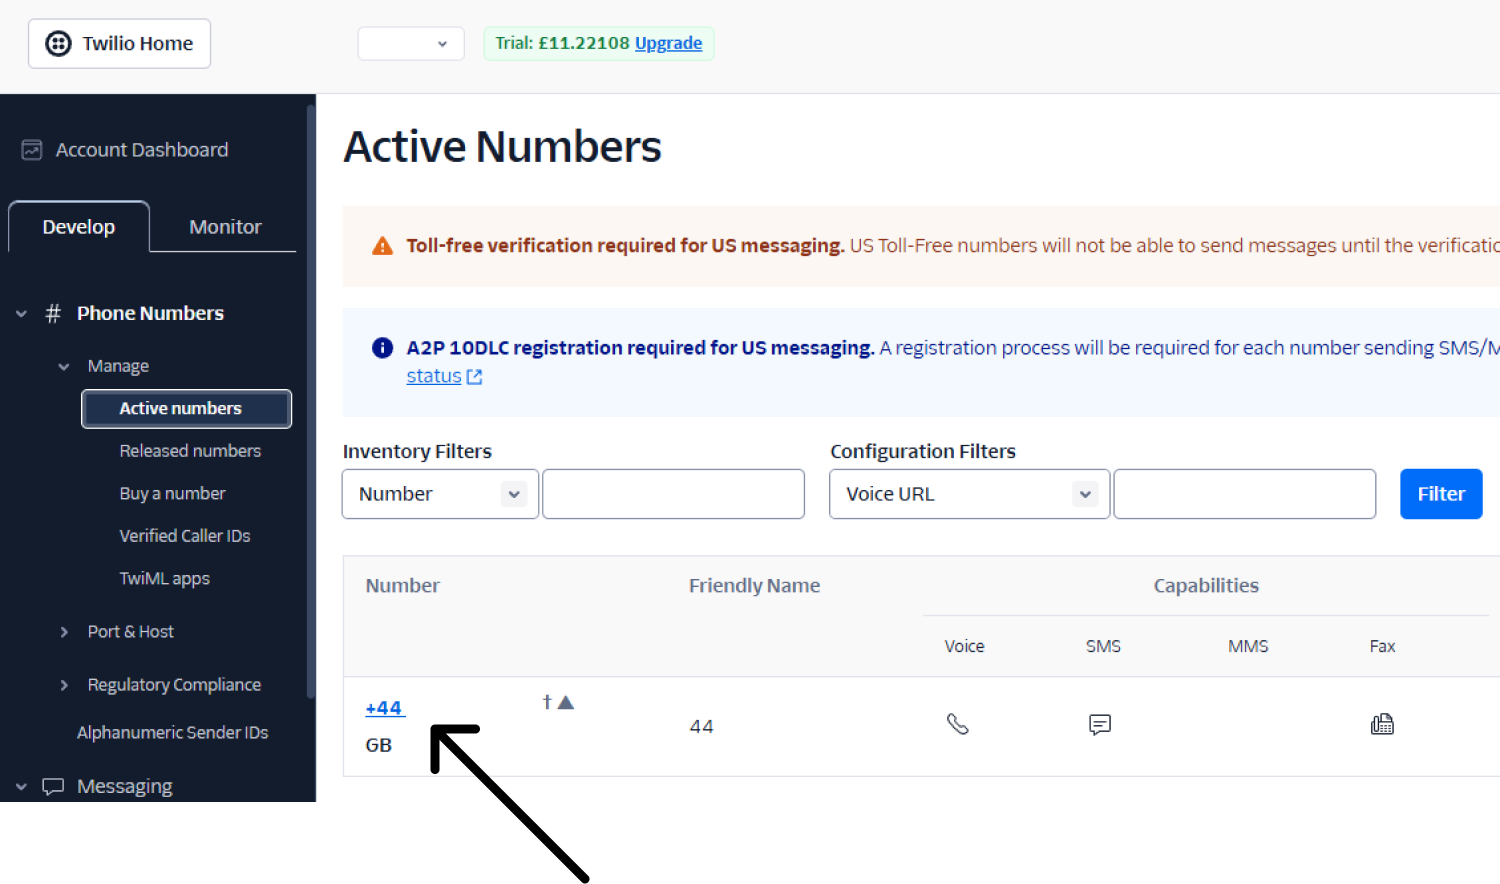 Twilio Home
Trial: £11.22108 Upgrade
Account Dashboard
Develop
Monitor
# Phone Numbers
Manage
Active numbers
Released numbers
Buy a number
Verified Caller IDs
TwiML apps
Port & Host
Regulatory Compliance
Alphanumeric Sender IDs
Messaging
Active Numbers
Toll-free verification required for US messaging. US Toll-Free numbers will not be able to send messages until the
A2P 10DLC registration required for US messaging. A registration process will be required for each number sending
status
Inventory Filters
Number
Configuration Filters
Voice URL
Filter
Number
Friendly Name
Capabilities
Voice
SMS
MMS
Fax
+44
†
GB
44